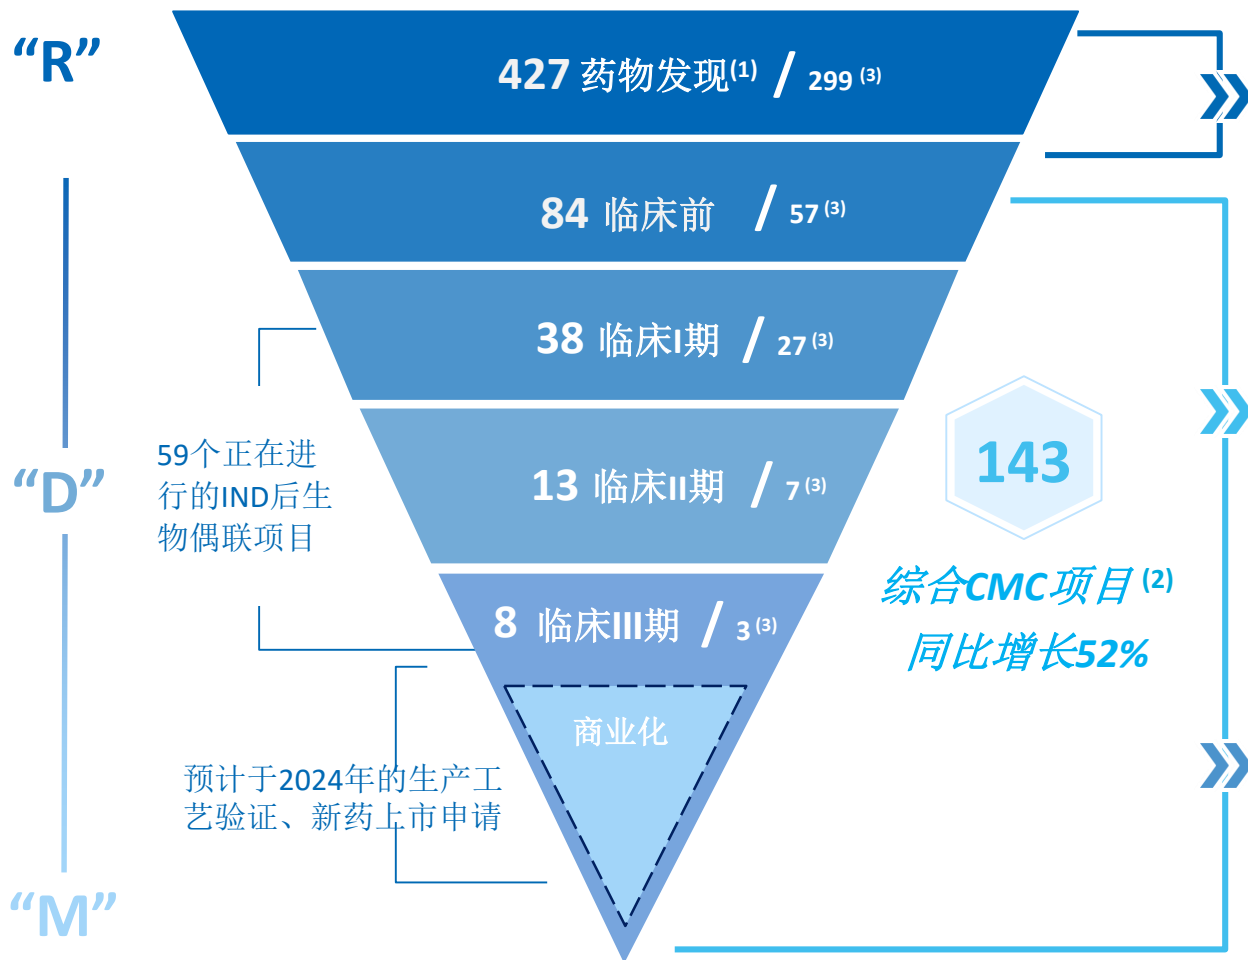 “R”
427 药物发现(1) / 299 (3)
84 临床前 / 57 (3)
38 临床I期 / 27 (3)
59个正在进
行的IND后生
物偶联项目
“D”
13 临床II期 / 7 (3)
143
综合CMC项目 (2)
同比增长52%
8 临床III期 / 3 (3)
商业化
预计于2024年的生产工
艺验证、新药上市申请
“M”